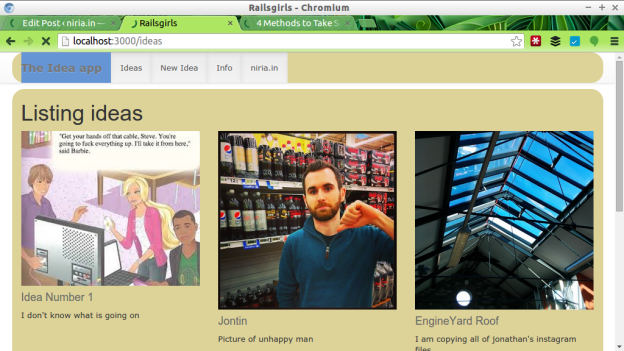 Railsgirls - Chromium
Edit Post ‹ niria.in —
Railsgirls
4 Methods to Take S
localhost:3000/ideas
The Idea app
Ideas
New Idea
Info
niria.in
Listing ideas
"Get your hands off that cable, Steve. You're
going to fuck everything up. I'll take it from here,"
said Barbie.
Idea Number 1
I don't know what is going on
Jontin
Picture of unhappy man
EngineYard Roof
I am copying all of jonathan's instagram
files